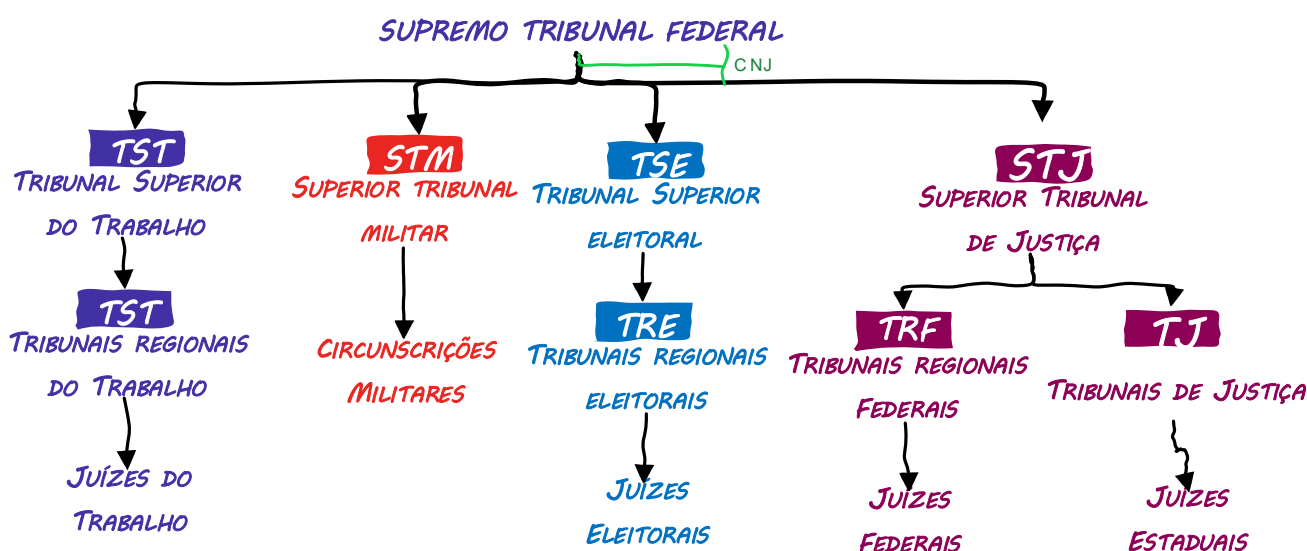 SUPREMO TRIBUNAL FEDERAL
CNJ
TST
TRIBUNAL SUPERIOR
DO TRABALHO
STM
SUPERIOR TRIBUNAL
MILITAR
TSE
TRIBUNAL SUPERIOR
ELEITORAL
STJ
SUPERIOR TRIBUNAL
DE JUSTIÇA
TST
TRIBUNAIS REGIONAIS
DO TRABALHO
CIRCUNSCRIÇÕES
MILITARES
TRE
TRIBUNAIS REGIONAIS
ELEITORAIS
TRF
TRIBUNAIS REGIONAIS
FEDERAIS
TJ
TRIBUNAIS DE JUSTIÇA
JUÍZES DO
TRABALHO
JUÍZES
ELEITORAIS
JUÍZES
FEDERAIS
JUÍZES
ESTADUAIS